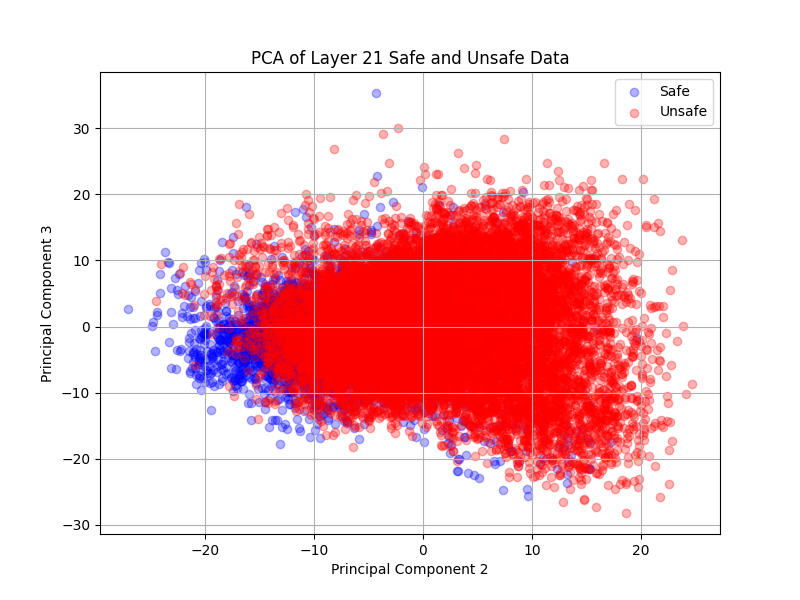 PCA of Layer 21 Safe and Unsafe Data
Safe
Unsafe
30
20
10
0
−10
−20
−30
Principal Component 3
−20
−10
0
10
20
Principal Component 2